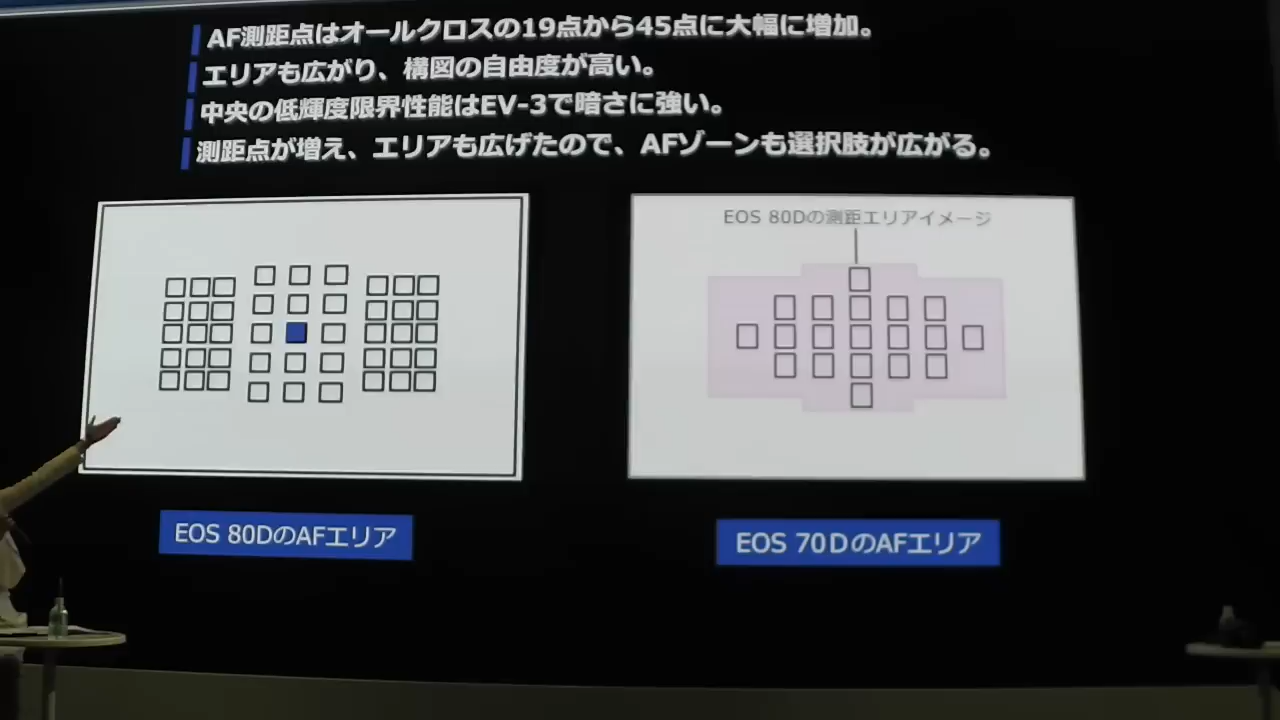 AF測距点はオールクロスの19点から45点に大幅に増加。
エリアも広がり、構図の自由度が高い。
中央の低輝度限界性能はEV-3で暗さに強い。
測距点が増え、エリアも広げたので、AFゾーンも選択肢が広がる。
EOS 80Dの測距エリアイメージ
EOS 80DのAFエリア
EOS 70DのAFエリア